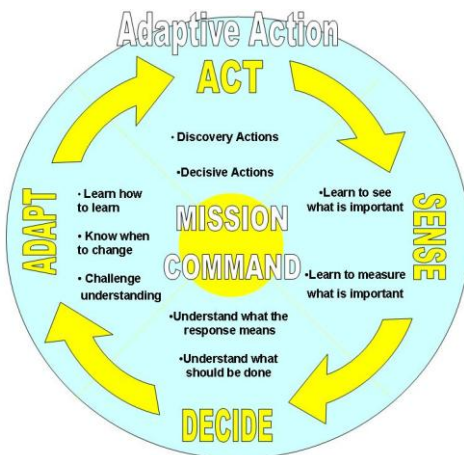 Adaptive Action
ACT
• Discovery Actions
• Decisive Actions
SENSE
•Learn to see
what is important
•Learn to measure
what is important
DECIDE
•Understand what the
response means
•Understand what
should be done
ADAPT
• Learn how
to learn
• Know when
to change
• Challenge
understanding
MISSION
COMMAND